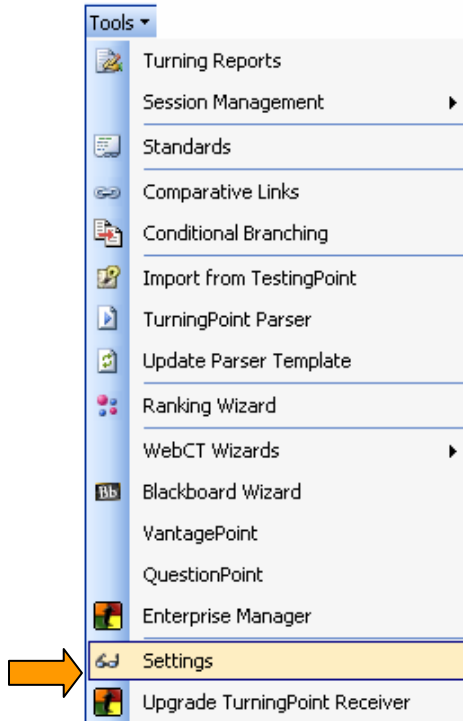 Tools
Turning Reports
Session Management
Standards
Comparative Links
Conditional Branching
Import from TestingPoint
TurningPoint Parser
Update Parser Template
Ranking Wizard
WebCT Wizards
Bb Blackboard Wizard
VantagePoint
QuestionPoint
Enterprise Manager
Settings
Upgrade TurningPoint Receiver